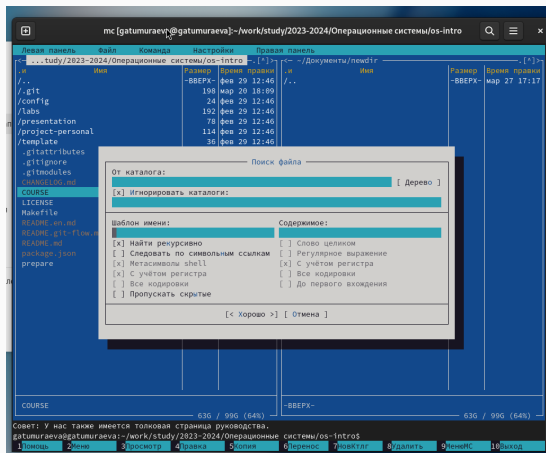 mc [gatumuraeva@gatumuraeva]:~/work/study/2023-2024/Операционные системы/os-intro
Левая панель Файл Команда Настройки Правая панель
<— ...tudy/2023-2024/Операционные системы/os-intro —.[^]>
.и Имя Размер Время правки
/.. -ВВЕРХ- фев 29 12:46
/.git 198 мар 20 18:09
/config 24 фев 29 12:46
/labs 192 фев 29 12:46
/presentation 78 фев 29 12:46
/project-personal 114 фев 29 12:46
/template 36 фев 29 12:46
.gitattributes
.gitignore
.gitmodules
CHANGELOG.md
COURSE
LICENSE
Makefile
README.en.md
README.git-flow.m
README.md
package.json
prepare
COURSE
63G / 99G (64%)
<— ~/Документы/newdir —.[^]>
.и Имя Размер Время правки
/.. -ВВЕРХ- мар 27 17:17
-ВВЕРХ-
63G / 99G (64%)
Поиск файла
От каталога:
[ Дерево ]
[x] Игнорировать каталоги:
Шаблон имени:
[x] Найти рекурсивно
[ ] Следовать по символьным ссылкам
[x] Метасимволы shell
[x] С учётом регистра
[ ] Все кодировки
[ ] Пропускать скрытые
Содержимое:
[ ] Слово целиком
[ ] Регулярное выражение
[x] С учётом регистра
[ ] Все кодировки
[ ] До первого вхождения
[< Хорошо >] [ Отмена ]
Совет: У нас также имеется толковая страница руководства.
gatumuraeva@gatumuraeva:~/work/study/2023-2024/Операционные системы/os-intro$
1Помощь 2Меню 3Просмотр 4Правка 5Копия 6Перенос 7НовКтлг 8Удалить 9МенюMC 10Выход